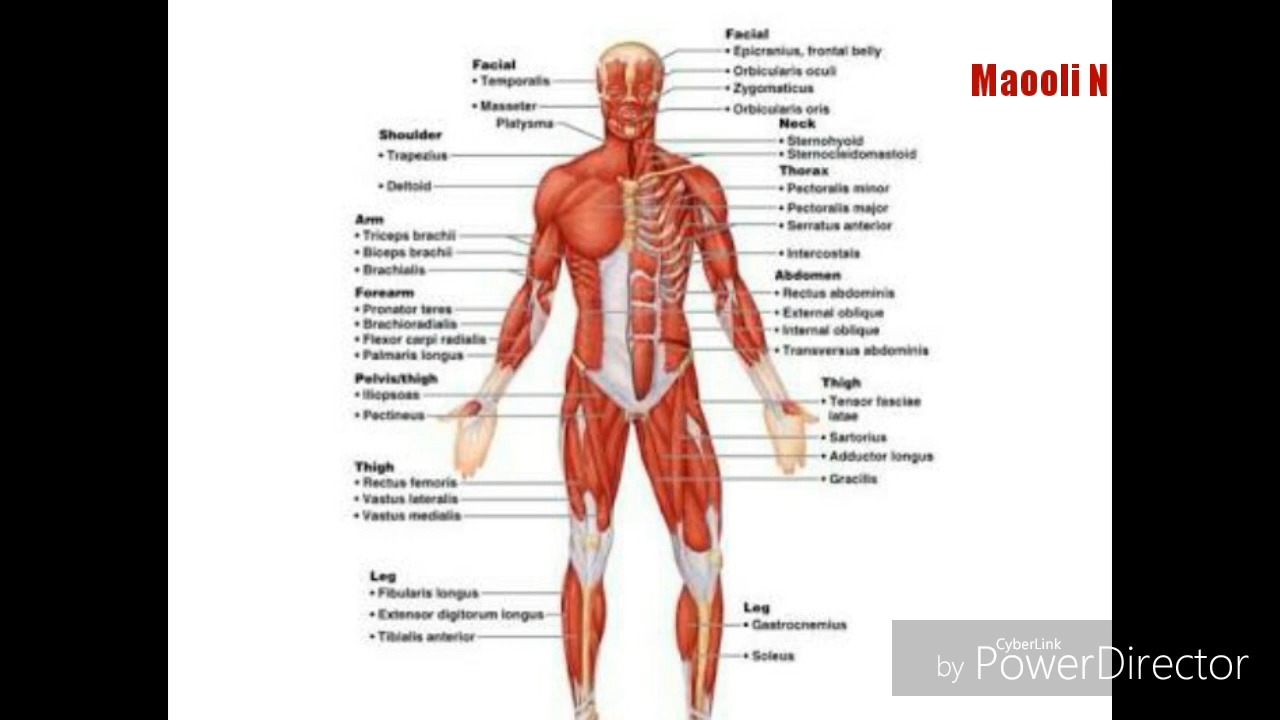 Facial
• Temporalis
• Masseter
Platysma
Shoulder
• Trapezius
• Deltoid
Arm
• Triceps brachii
• Biceps brachii
• Brachialis
Forearm
• Pronator teres
• Brachioradialis
• Flexor carpi radialis
• Palmaris longus
Pelvis/thigh
• Iliopsoas
• Pectineus
Thigh
• Rectus femoris
• Vastus lateralis
• Vastus medialis
Leg
• Fibularis longus
• Extensor digitorum longus
• Tibialis anterior
Facial
• Epicranius, frontal belly
• Orbicularis oculi
• Zygomaticus
• Orbicularis oris
Neck
• Sternohyoid
• Sternocleidomastoid
Thorax
• Pectoralis minor
• Pectoralis major
• Serratus anterior
• Intercostals
Abdomen
• Rectus abdominis
• External oblique
• Internal oblique
• Transversus abdominis
Thigh
• Tensor fasciae
latae
• Sartorius
• Adductor longus
• Gracilis
Leg
• Gastrocnemius
• Soleus
Maooli N
CyberLink
by PowerDirector